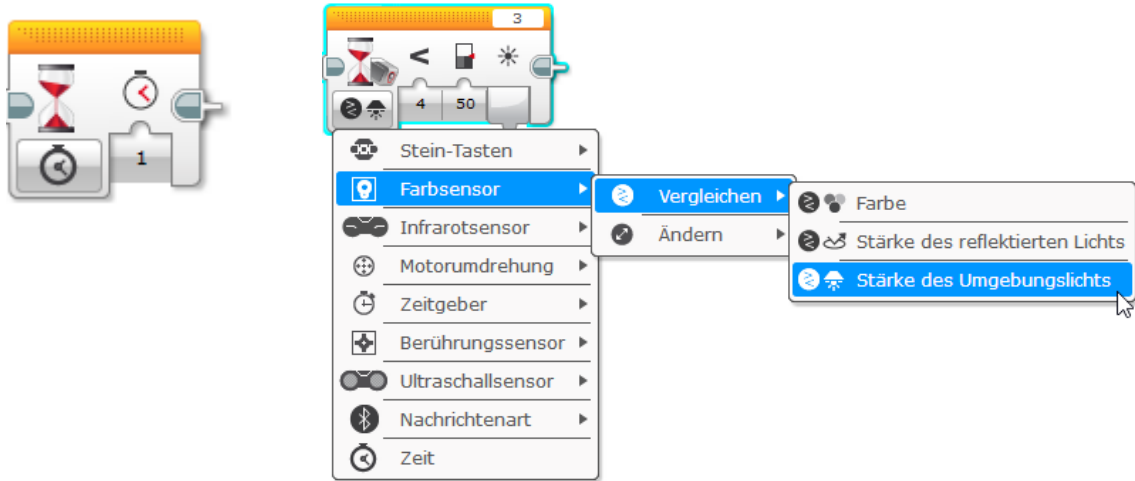 1
3
<
4
50
Stein-Tasten
Farbsensor
Infrarotsensor
Motorumdrehung
Zeitgeber
Berührungssensor
Ultraschallsensor
Nachrichtenart
Zeit
Vergleichen
Ändern
Farbe
Stärke des reflektierten Lichts
Stärke des Umgebungslichts